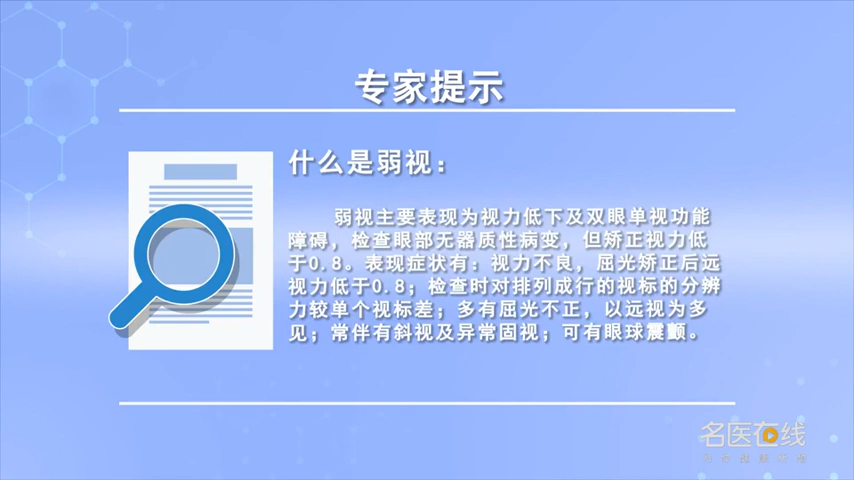 专家提示
什么是弱视：
弱视主要表现为视力低下及双眼单视功能
障碍，检查眼部无器质性病变，但矫正视力低
于0.8。表现症状有：视力不良，屈光矫正后远
视力低于0.8；检查时对排列成行的视标的分辨
力较单个视标差；多有屈光不正，以远视为多
见；常伴有斜视及异常固视；可有眼球震颤。
名医在线